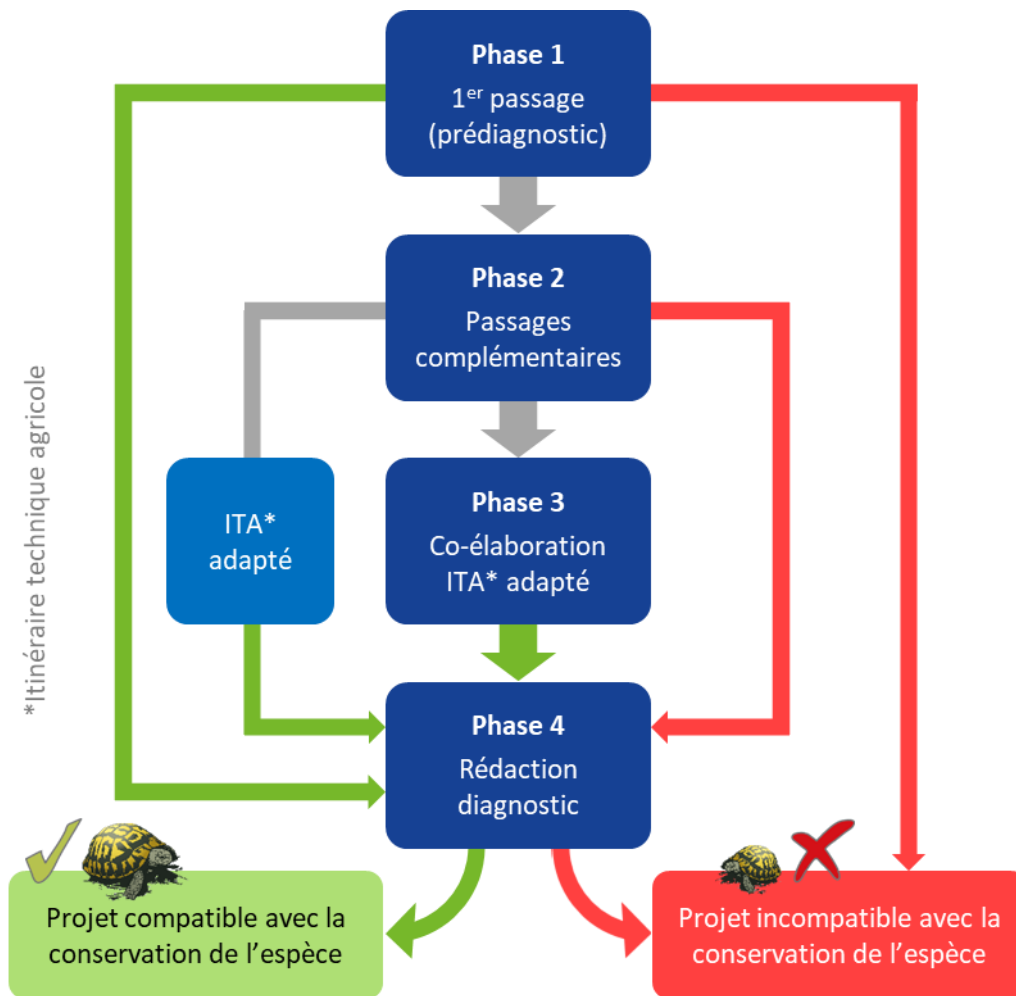 Phase 1
1er passage
(prédiagnostic)
Phase 2
Passages
complémentaires
*Itinéraire technique agricole
ITA*
adapté
Phase 3
Co-élaboration
ITA* adapté
Phase 4
Rédaction
diagnostic
Projet compatible avec la
conservation de l’espèce
Projet incompatible avec la
conservation de l’espèce